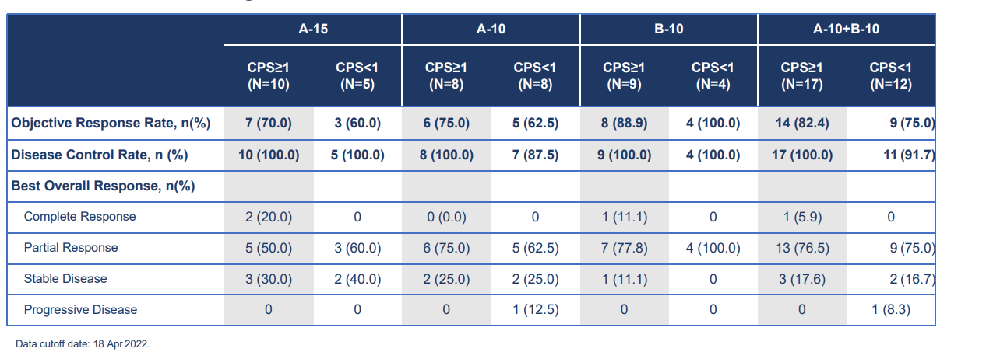 A-15 A-10 B-10 A-10+B-10
CPS≥1 CPS<1 CPS≥1 CPS<1 CPS≥1 CPS<1 CPS≥1 CPS<1
(N=10) (N=5) (N=8) (N=8) (N=9) (N=4) (N=17) (N=12)
Objective Response Rate, n(%) 7 (70.0) 3 (60.0) 6 (75.0) 5 (62.5) 8 (88.9) 4 (100.0) 14 (82.4) 9 (75.0)
Disease Control Rate, n (%) 10 (100.0) 5 (100.0) 8 (100.0) 7 (87.5) 9 (100.0) 4 (100.0) 17 (100.0) 11 (91.7)
Best Overall Response, n(%)
Complete Response 2 (20.0) 0 0 (0.0) 0 1 (11.1) 0 1 (5.9) 0
Partial Response 5 (50.0) 3 (60.0) 6 (75.0) 5 (62.5) 7 (77.8) 4 (100.0) 13 (76.5) 9 (75.0)
Stable Disease 3 (30.0) 2 (40.0) 2 (25.0) 2 (25.0) 1 (11.1) 0 3 (17.6) 2 (16.7)
Progressive Disease 0 0 0 1 (12.5) 0 0 0 1 (8.3)
Data cutoff date: 18 Apr 2022.